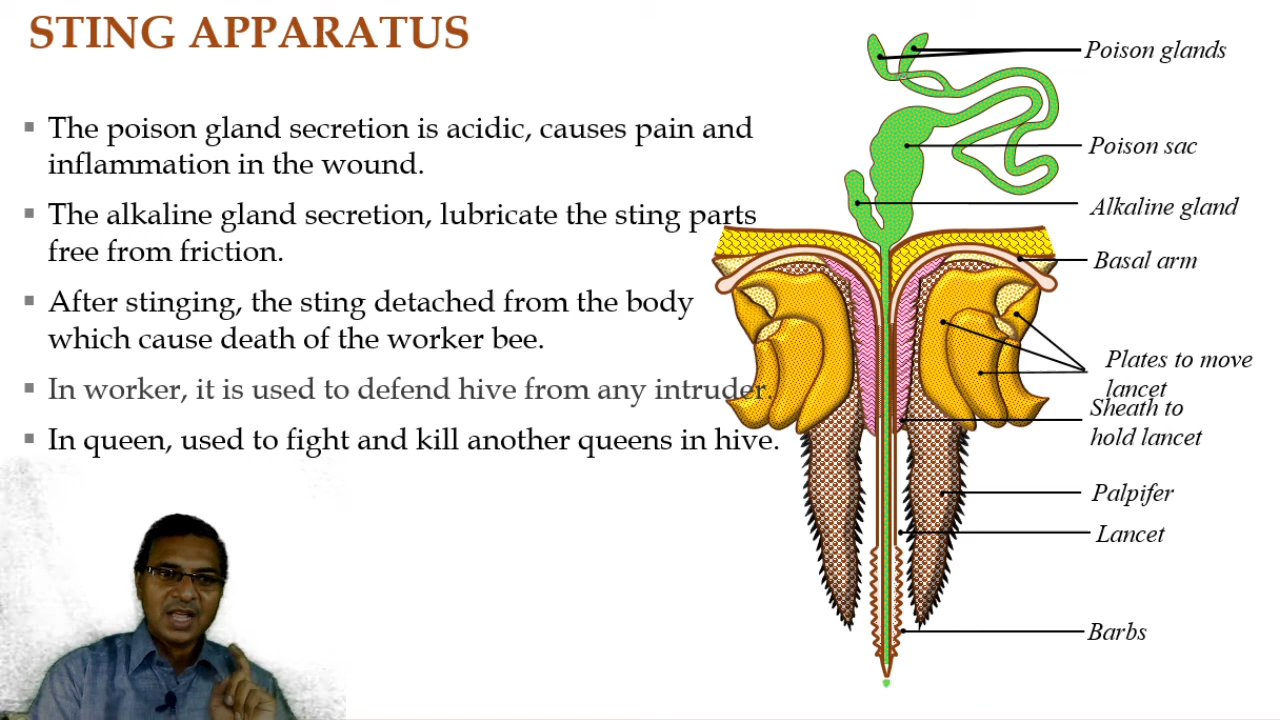 STING APPARATUS
▪ The poison gland secretion is acidic, causes pain and
inflammation in the wound.
▪ The alkaline gland secretion, lubricate the sting parts
free from friction.
▪ After stinging, the sting detached from the body
which cause death of the worker bee.
▪ In worker, it is used to defend hive from any intruder.
▪ In queen, used to fight and kill another queens in hive.
Poison glands
Poison sac
Alkaline gland
Basal arm
Plates to move
lancet
Sheath to
hold lancet
Palpifer
Lancet
Barbs